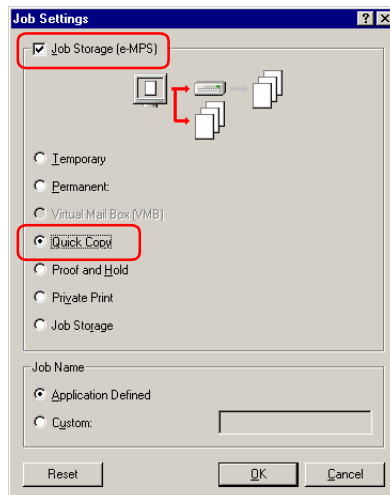 Job Settings
Job Storage (e-MPS)
Temporary
Permanent:
Virtual Mail Box (VMB)
Quick Copy
Proof and Hold
Private Print
Job Storage
Job Name
Application Defined
Custom:
Reset OK Cancel